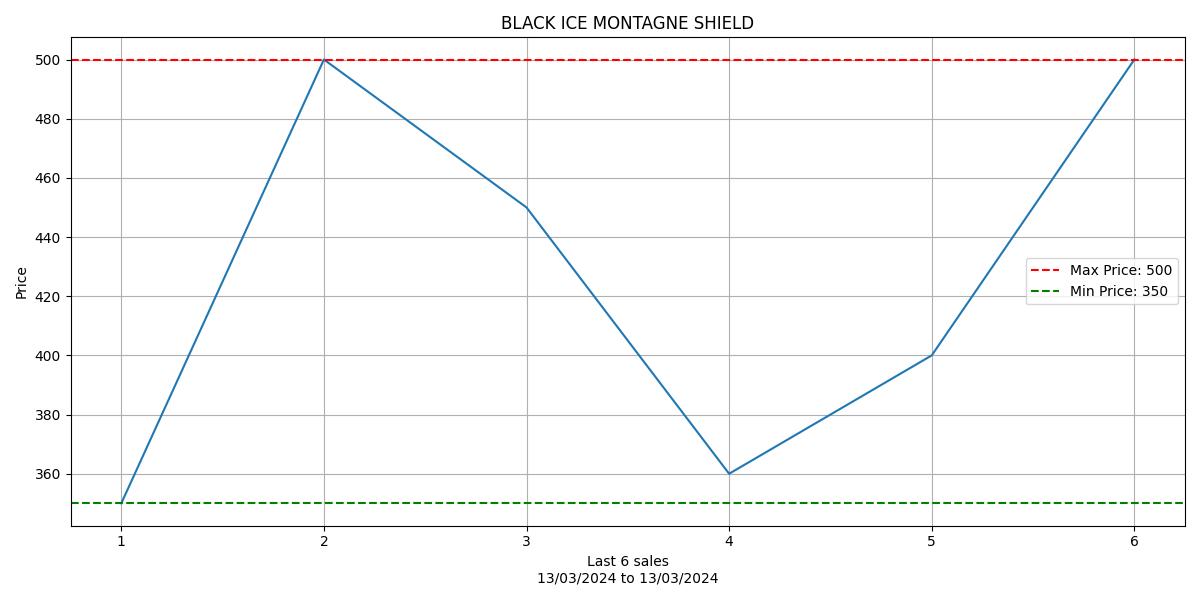 BLACK ICE MONTAGNE SHIELD
Price
500
480
460
440
420
400
380
360
Max Price: 500
Min Price: 350
1 2 3 4 5 6
Last 6 sales
13/03/2024 to 13/03/2024